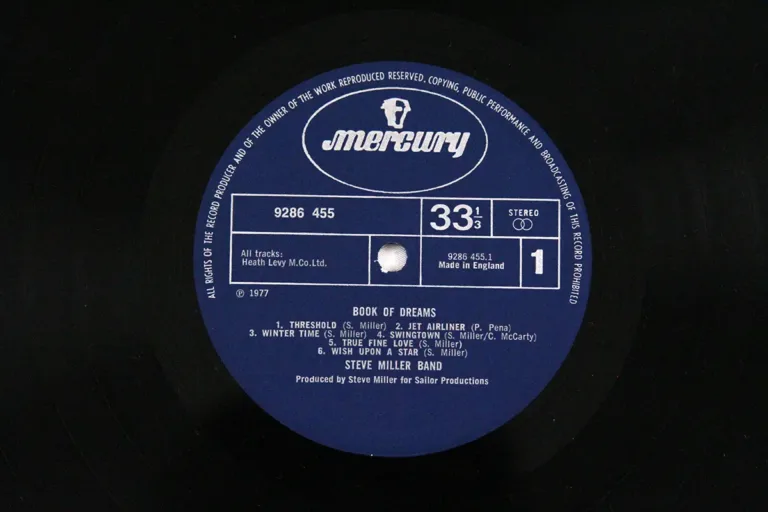 ALL RIGHTS OF THE RECORD PRODUCER AND OF THE OWNER OF THE WORK REPRODUCED RESERVED. COPYING, PUBLIC PERFORMANCE AND BROADCASTING OF THIS RECORD PROHIBITED
mercury
9286 455
33 1/3
STEREO
All tracks:
Heath Levy M.Co.Ltd.
9286 455.1
Made in England
1
℗ 1977
BOOK OF DREAMS
1. THRESHOLD (S. Miller) 2. JET AIRLINER (P. Pena)
3. WINTER TIME (S. Miller) 4. SWINGTOWN (S. Miller/C. McCarty)
5. TRUE FINE LOVE (S. Miller)
6. WISH UPON A STAR (S. Miller)
STEVE MILLER BAND
Produced by Steve Miller for Sailor Productions